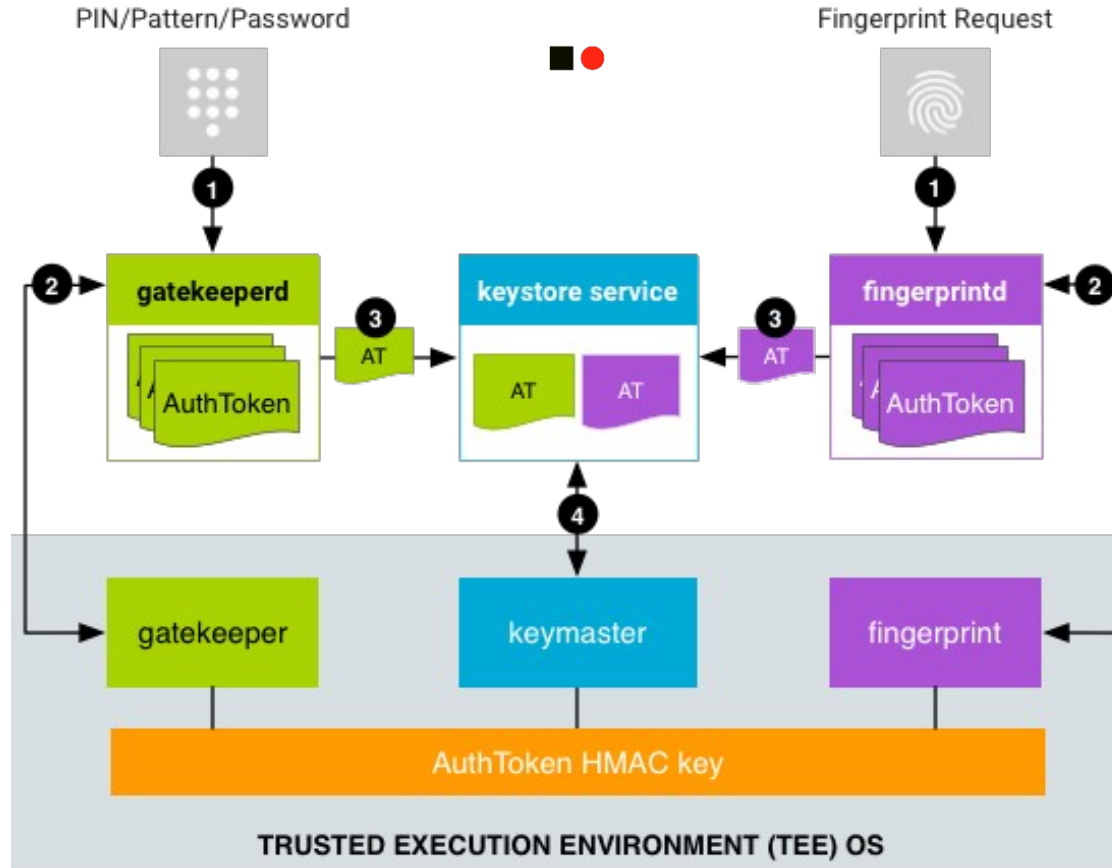 PIN/Pattern/Password
Fingerprint Request
1
1
2
gatekeeperd
3
AT
keystore service
3
AT
fingerprintd
2
A
A
AuthToken
AT
AT
AuthToken
4
gatekeeper
keymaster
fingerprint
AuthToken HMAC key
TRUSTED EXECUTION ENVIRONMENT (TEE) OS